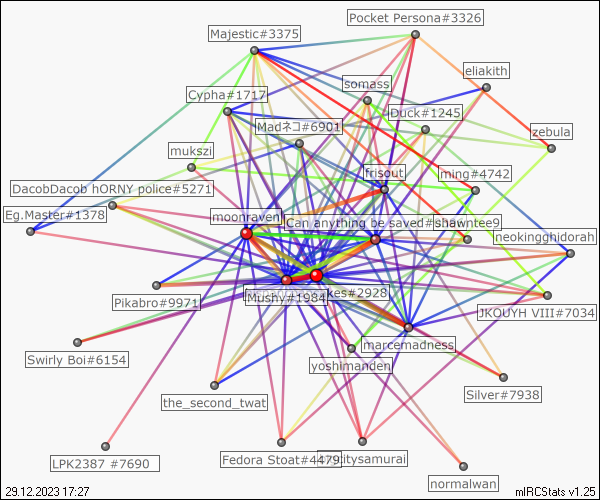 Pocket Persona#3326
Majestic#3375
eliakith
somass
Cypha#1717
Duck#1245
Madネコ#6901
zebula
mukszi
frisout
ming#4742
DacobDacob hORNY police#5271
Eg.Master#1378
moonraven
Can anything be saved#
shawntee9
neokingghidorah
Mushy#1984
kes#2928
Pikabro#9971
JKOUYH VIII#7034
marcemadness
Swirly Boi#6154
yoshimanden
Silver#7938
the_second_twat
Fedora Stoat#4479
citysamurai
LPK2387 #7690
normalwan
29.12.2023 17:27
mIRCStats v1.25